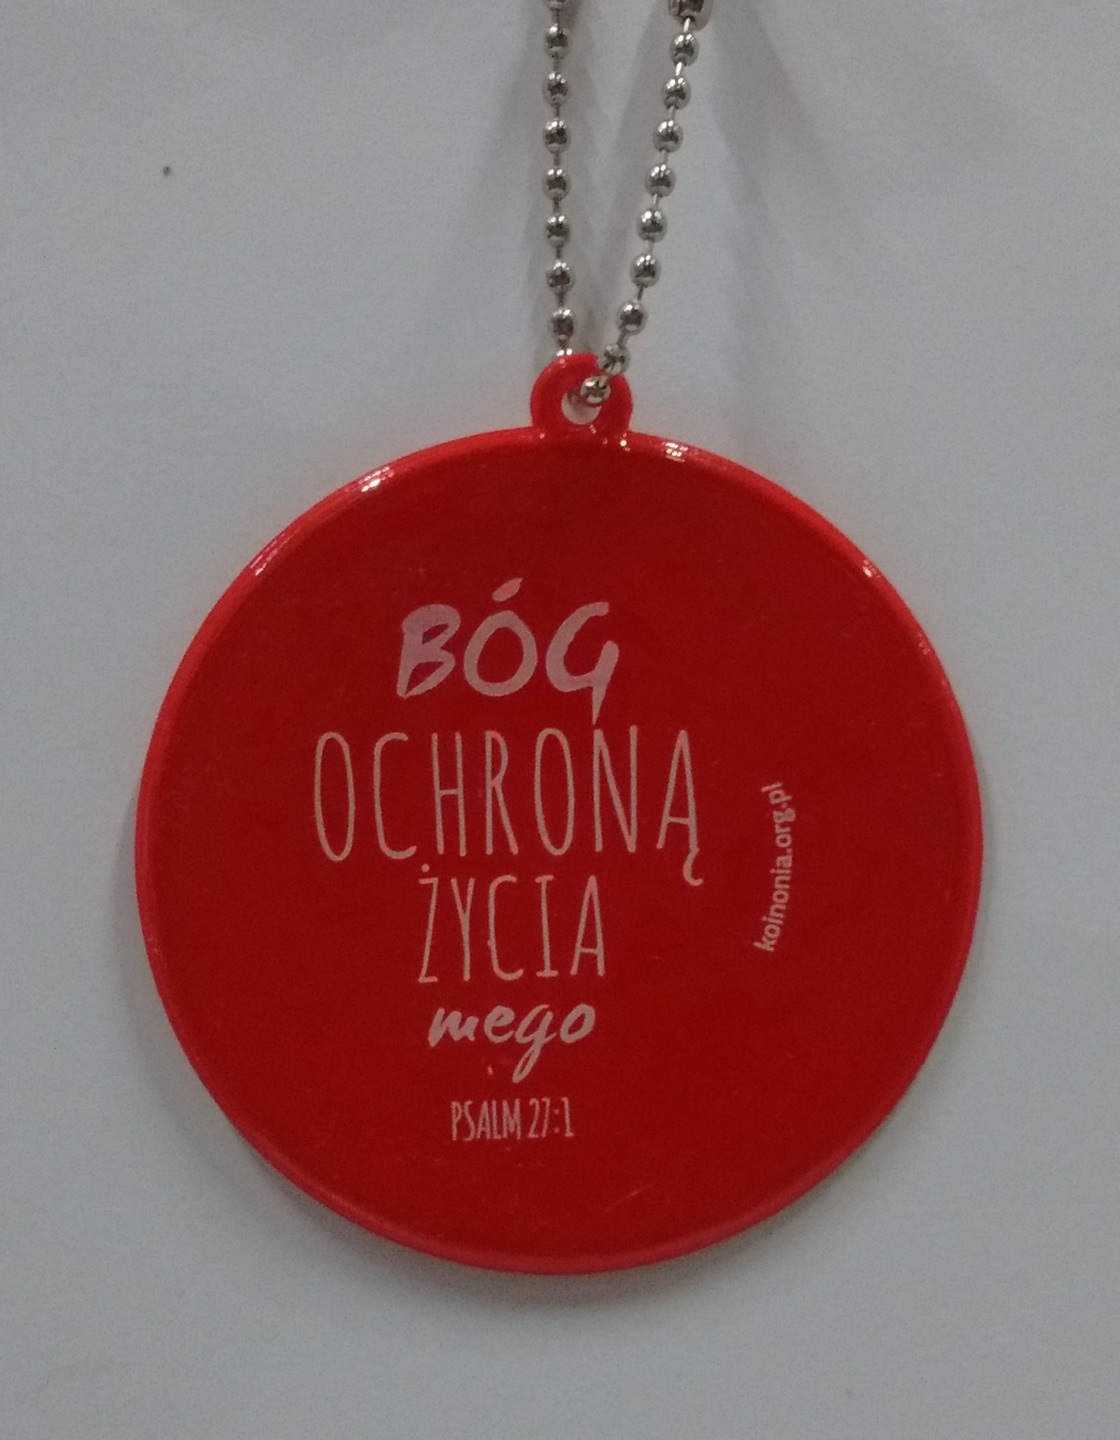 BÓG
OCHRONĄ
ŻYCIA
mego
PSALM 27:1
koinonia.org.pl